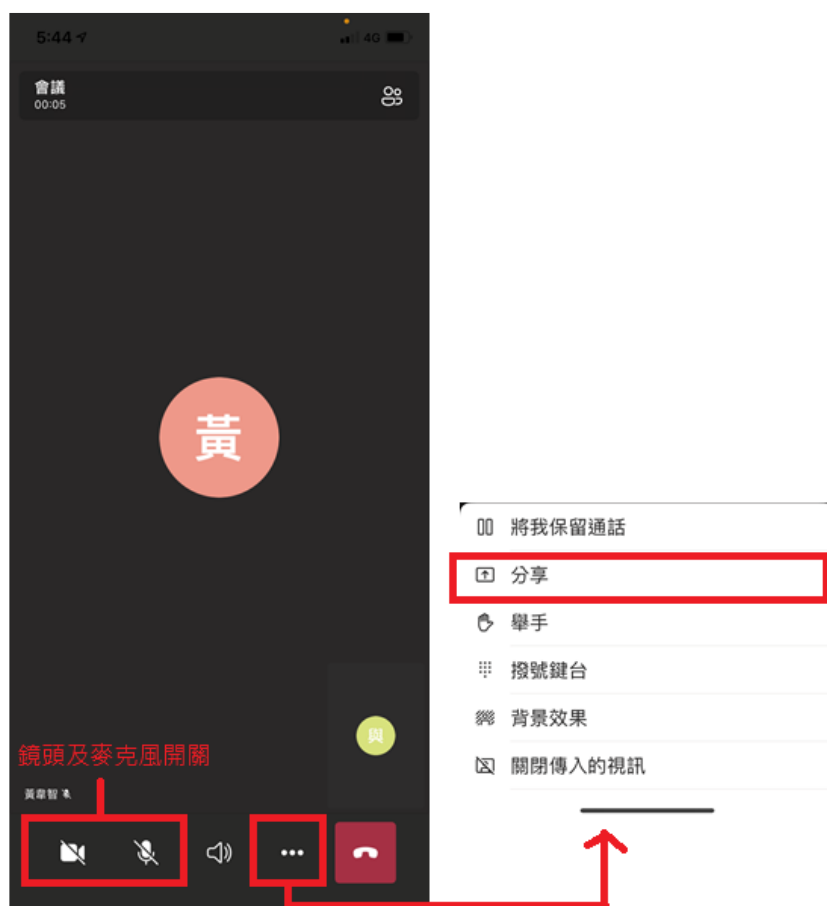 5:44
4G
會議
00:05
黃
與
鏡頭及麥克風開關
黃韋智
將我保留通話
分享
舉手
撥號鍵台
背景效果
關閉傳入的視訊